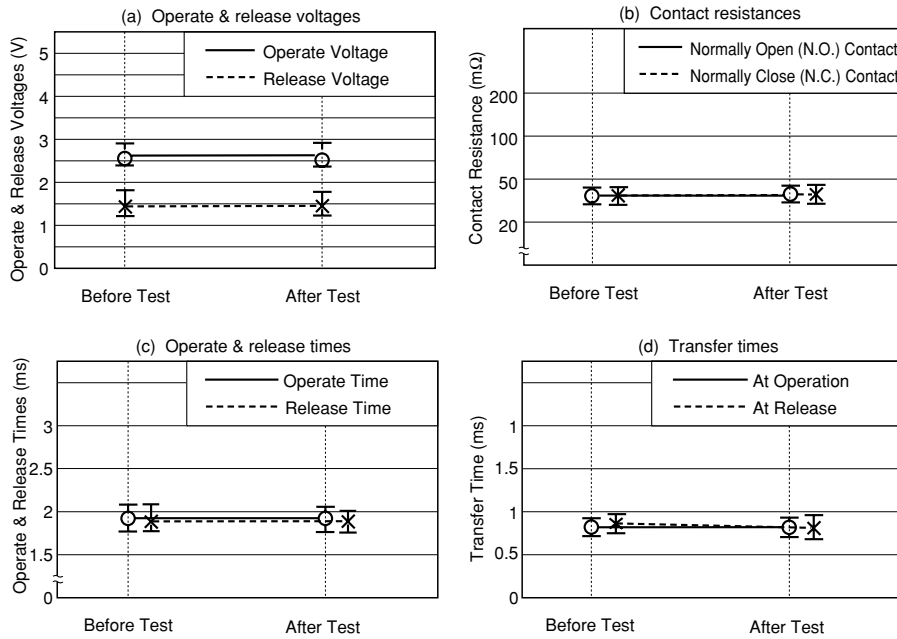 (a) Operate & release voltages
Operate & Release Voltages (V)
5
4
3
2
1
0
Operate Voltage
Release Voltage
Before Test
After Test
(b) Contact resistances
Contact Resistance (mΩ)
200
100
50
20
0
Normally Open (N.O.) Contact
Normally Close (N.C.) Contact
Before Test
After Test
(c) Operate & release times
Operate & Release Times (ms)
3
2.5
2
1.5
0
Operate Time
Release Time
Before Test
After Test
(d) Transfer times
Transfer Time (ms)
1
1.5
1
0.5
0
At Operation
At Release
Before Test
After Test